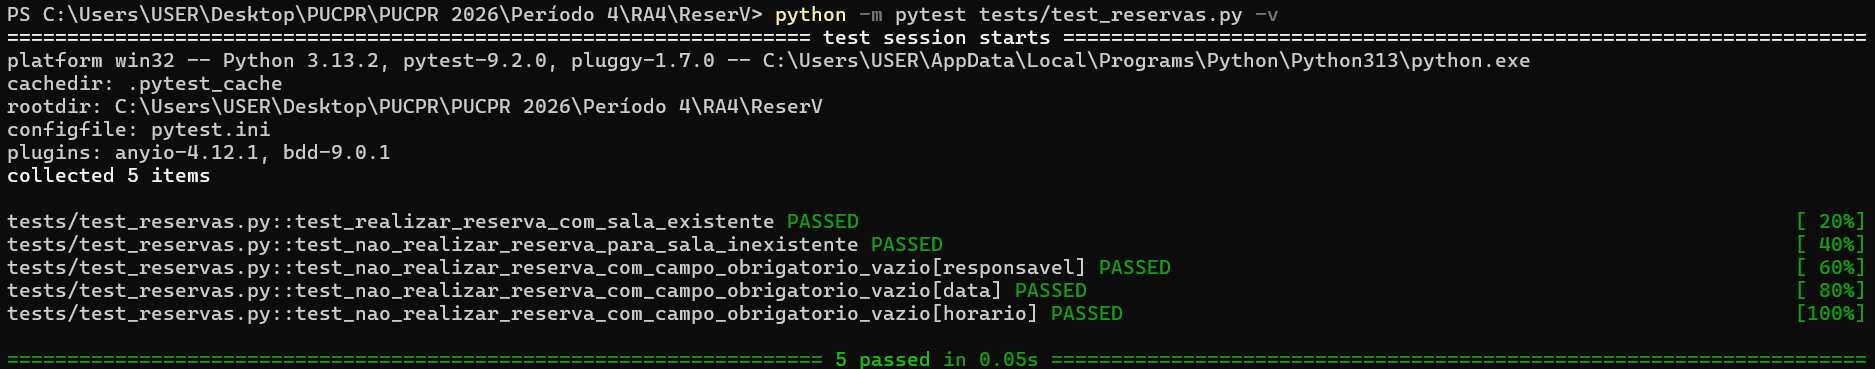 PS C:\Users\USER\Desktop\PUCPR\PUCPR 2026\Período 4\RA4\ReserV> python -m pytest tests/test_reservas.py -v
=================================================================== test session starts ===================================================================
platform win32 -- Python 3.13.2, pytest-9.2.0, pluggy-1.7.0 -- C:\Users\USER\AppData\Local\Programs\Python\Python313\python.exe
cachedir: .pytest_cache
rootdir: C:\Users\USER\Desktop\PUCPR\PUCPR 2026\Período 4\RA4\ReserV
configfile: pytest.ini
plugins: anyio-4.12.1, bdd-9.0.1
collected 5 items
tests/test_reservas.py::test_realizar_reserva_com_sala_existente PASSED [ 20%]
tests/test_reservas.py::test_nao_realizar_reserva_para_sala_inexistente PASSED [ 40%]
tests/test_reservas.py::test_nao_realizar_reserva_com_campo_obrigatorio_vazio[responsavel] PASSED [ 60%]
tests/test_reservas.py::test_nao_realizar_reserva_com_campo_obrigatorio_vazio[data] PASSED [ 80%]
tests/test_reservas.py::test_nao_realizar_reserva_com_campo_obrigatorio_vazio[horario] PASSED [100%]
==================================================================== 5 passed in 0.05s ====================================================================